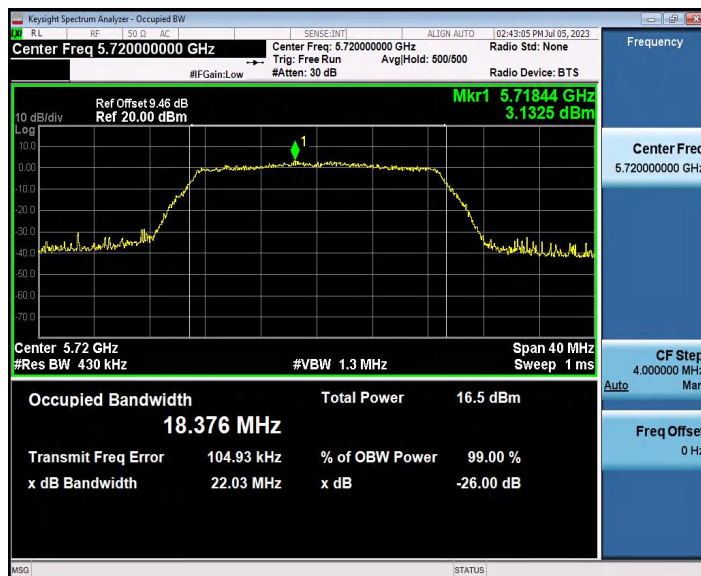 Keysight Spectrum Analyzer - Occupied BW
LXI RL RF 50 Ω AC SENSE:INT ALIGN AUTO 02:43:05 PM Jul 05, 2023
Center Freq 5.720000000 GHz
Center Freq: 5.720000000 GHz
Radio Std: None
Trig: Free Run Avg|Hold: 500/500
#IFGain:Low #Atten: 30 dB Radio Device: BTS
Mkr1 5.71844 GHz
3.1325 dBm
Ref Offset 9.46 dB
10 dB/div Ref 20.00 dBm
Log
10.0
0.00
-10.0
-20.0
-30.0
-40.0
-50.0
-60.0
-70.0
1
Center 5.72 GHz Span 40 MHz
#Res BW 430 kHz #VBW 1.3 MHz Sweep 1 ms
Occupied Bandwidth Total Power 16.5 dBm
18.376 MHz
Transmit Freq Error 104.93 kHz % of OBW Power 99.00 %
x dB Bandwidth 22.03 MHz x dB -26.00 dB
MSG STATUS
Frequency
Center Freq
5.720000000 GHz
CF Step
4.000000 MHz
Auto Man
Freq Offset
0 Hz